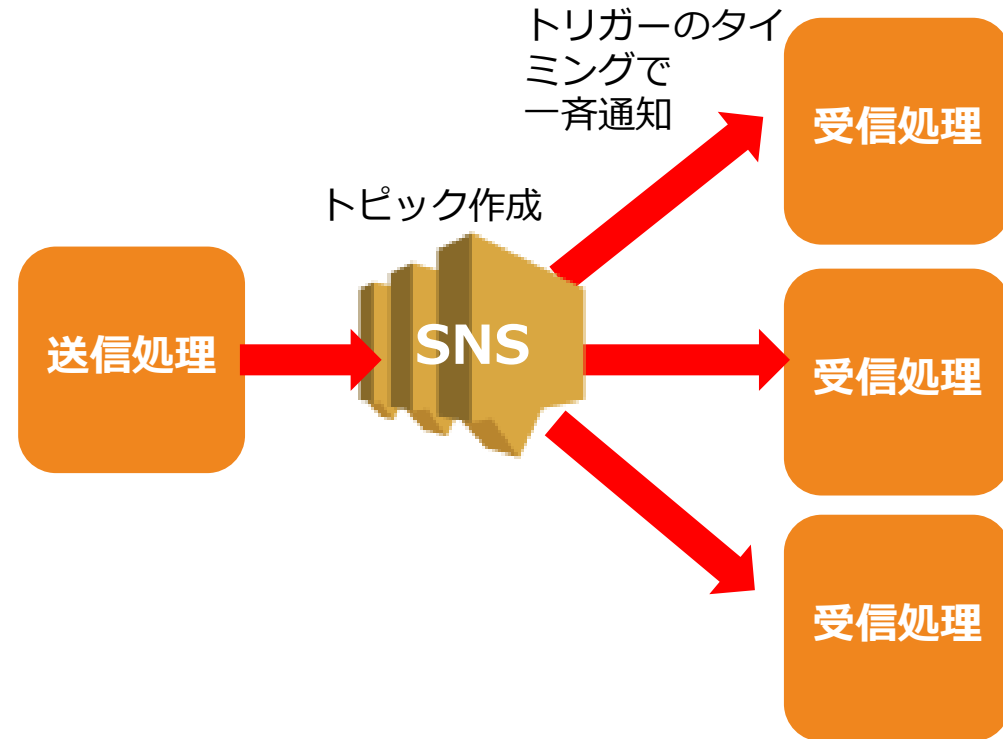 トリガーのタイ
ミングで
一斉通知
受信処理
トピック作成
送信処理
SNS
受信処理
受信処理